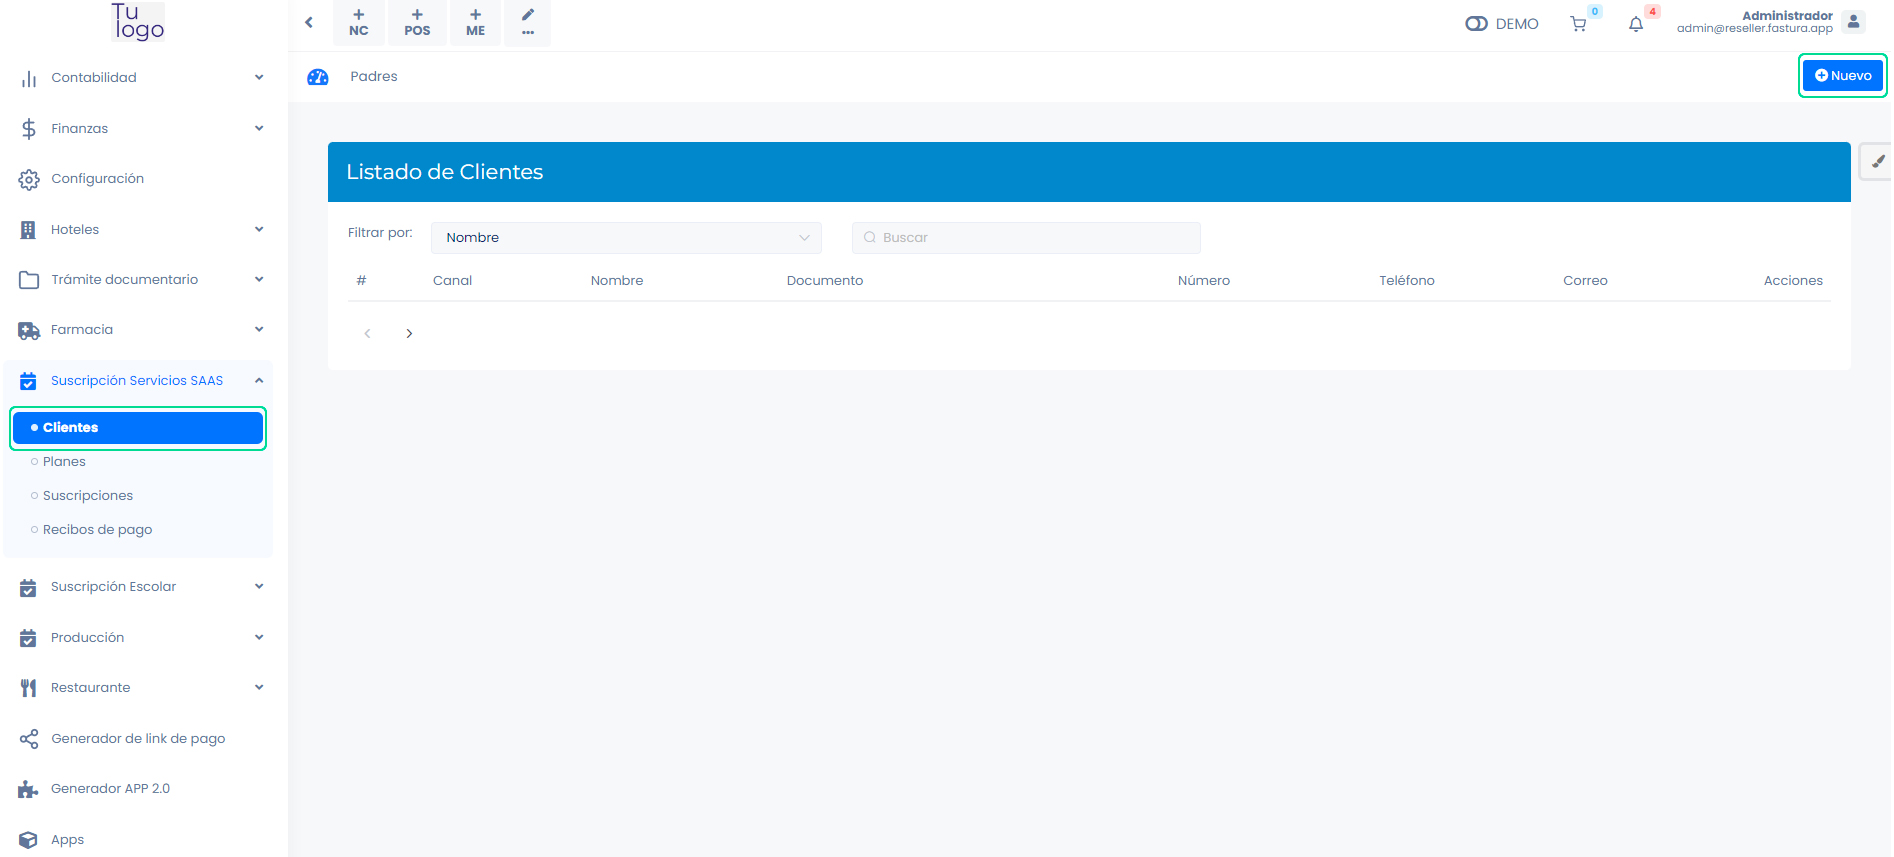 Tu
logo
Contabilidad
Finanzas
Configuración
Hoteles
Trámite documentario
Farmacia
Suscripción Servicios SAAS
Clientes
Planes
Suscripciones
Recibos de pago
Suscripción Escolar
Producción
Restaurante
Generador de link de pago
Generador APP 2.0
Apps
+ NC
+ POS
+ ME
...
DEMO
0
4
Administrador
admin@reseller.fastura.app
Padres
Nuevo
Listado de Clientes
Filtrar por: Nombre Buscar
# Canal Nombre Documento Número Teléfono Correo Acciones